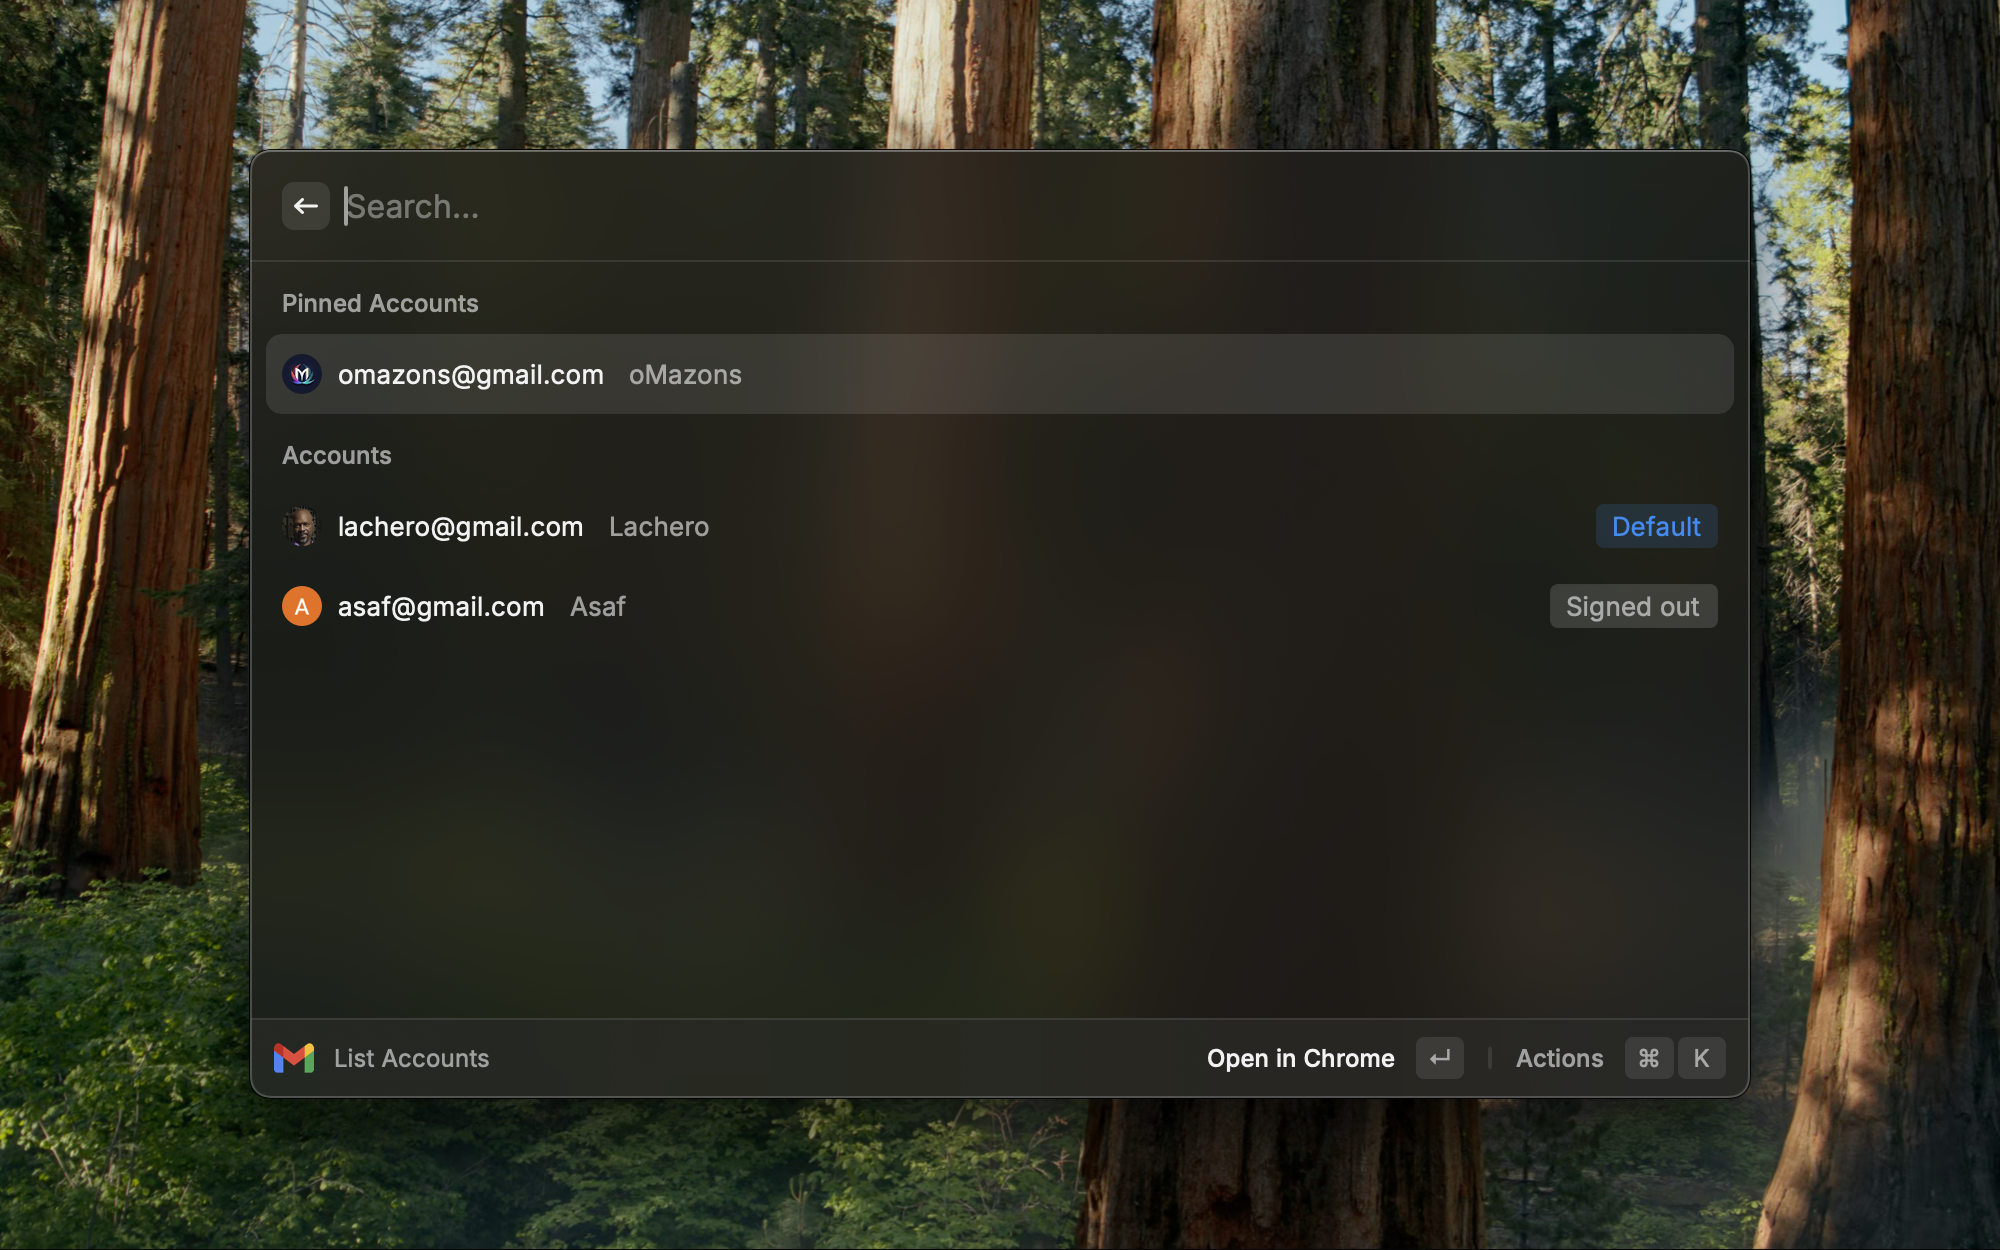 Search...
Pinned Accounts
omazons@gmail.com oMazons
Accounts
lachero@gmail.com Lachero Default
A asaf@gmail.com Asaf Signed out
List Accounts Open in Chrome ↵ Actions ⌘ K